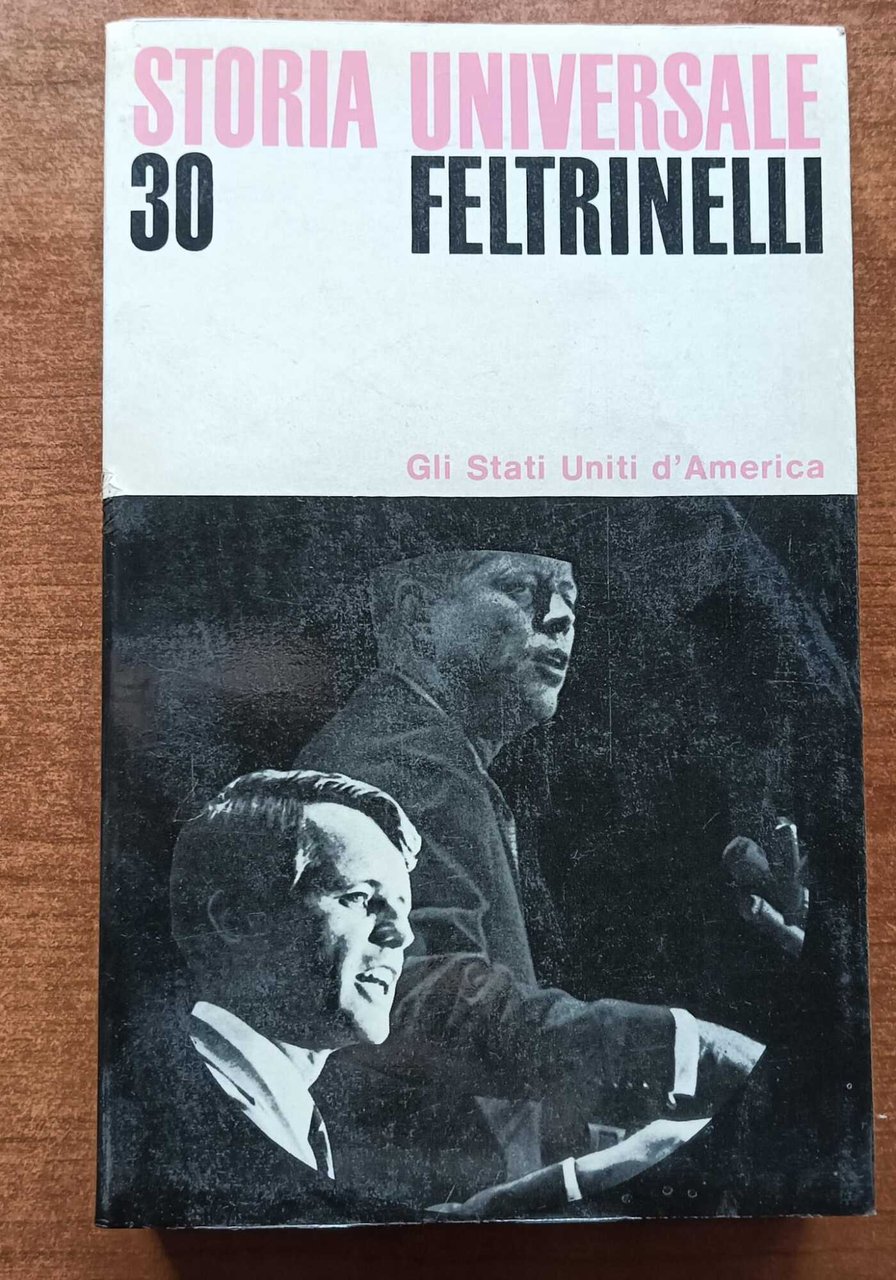 STORIA UNIVERSALE
30 FELTRINELLI
Gli Stati Uniti d'America